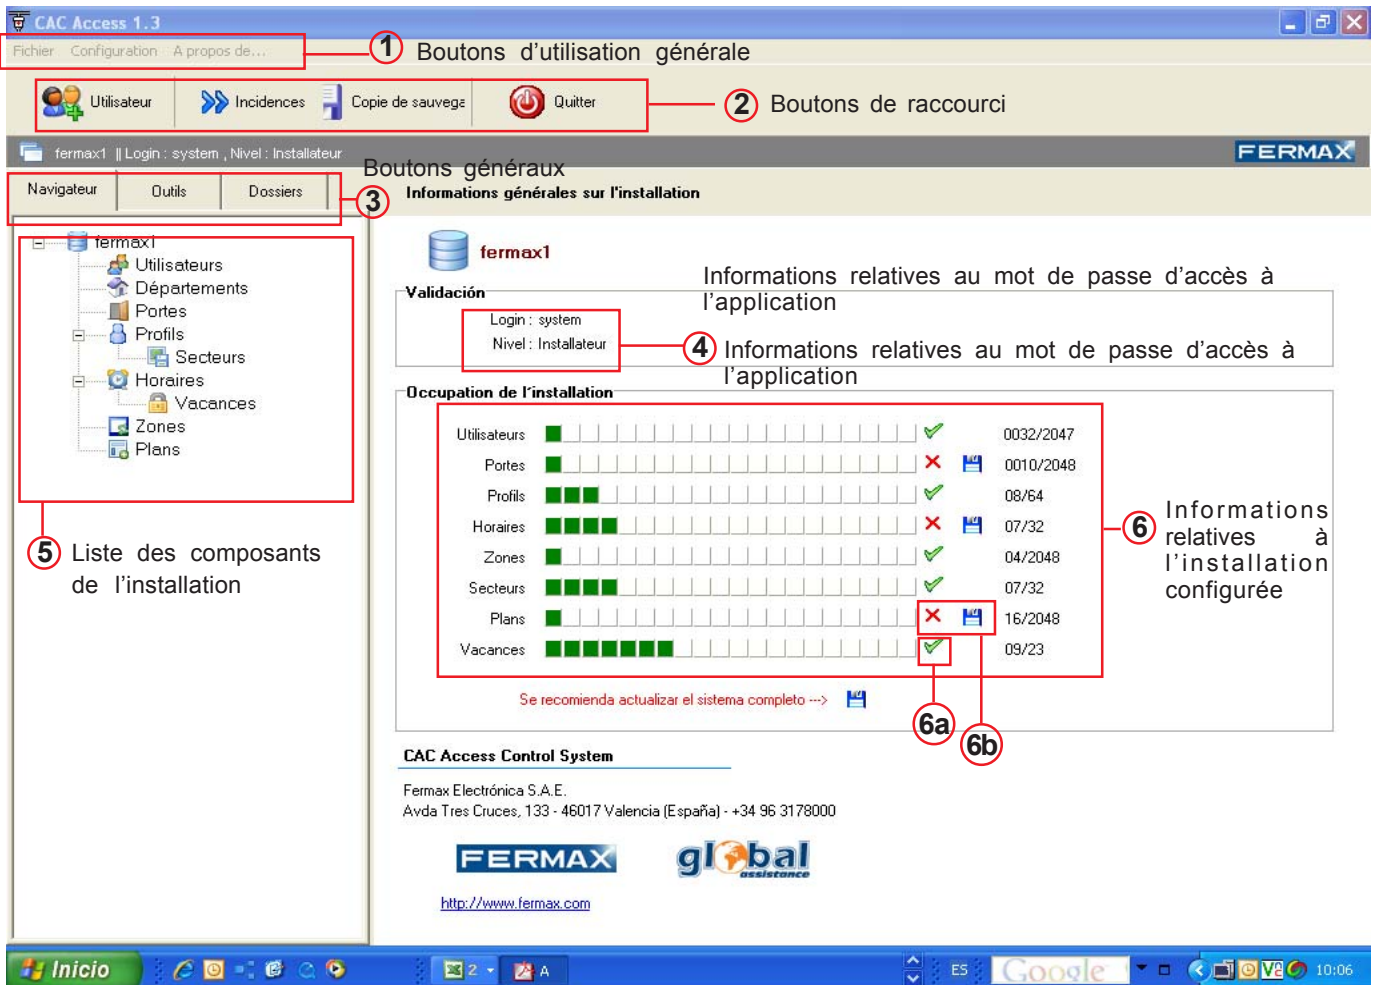 CAC Access 1.3
Fichier Configuration A propos de...
1 Boutons d'utilisation générale
Utilisateur Incidences Copie de sauvega Quitter
2 Boutons de raccourci
fermax1 || Login : system , Nivel : Installateur
FERMAX
Boutons généraux
Navigateur Outils Dossiers
3
Informations générales sur l'installation
fermax1
Utilisateurs
Départements
Portes
Profils
Secteurs
Horaires
Vacances
Zones
Plans
5 Liste des composants
de l'installation
fermax1
Informations relatives au mot de passe d'accès à
l'application
Validación
Login : system
Nivel : Installateur
4 Informations relatives au mot de passe d'accès à
l'application
Occupation de l'installation
Utilisateurs 0032/2047
Portes 0010/2048
Profils 08/64
Horaires 07/32
Zones 04/2048
Secteurs 07/32
Plans 16/2048
Vacances 09/23
6 Informations
relatives à
l'installation
configurée
Se recomienda actualizar el sistema completo --->
6a
6b
CAC Access Control System
Fermax Electrónica S.A.E.
Avda Tres Cruces, 133 - 46017 Valencia (España) - +34 96 3178000
FERMAX
global
assistance
http://www.fermax.com
Inicio 2 A ES Google V2 10:06